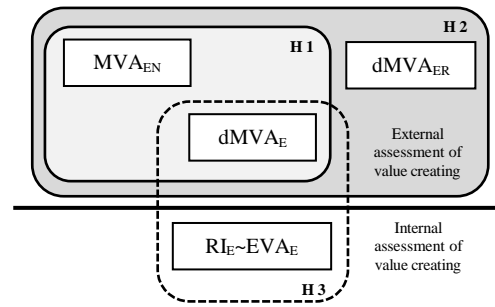 H 2
H 1
MVA_EN
dMVA_ER
dMVA_E
External
assessment of
value creating
Internal
assessment of
value creating
RI_E~EVA_E
H 3